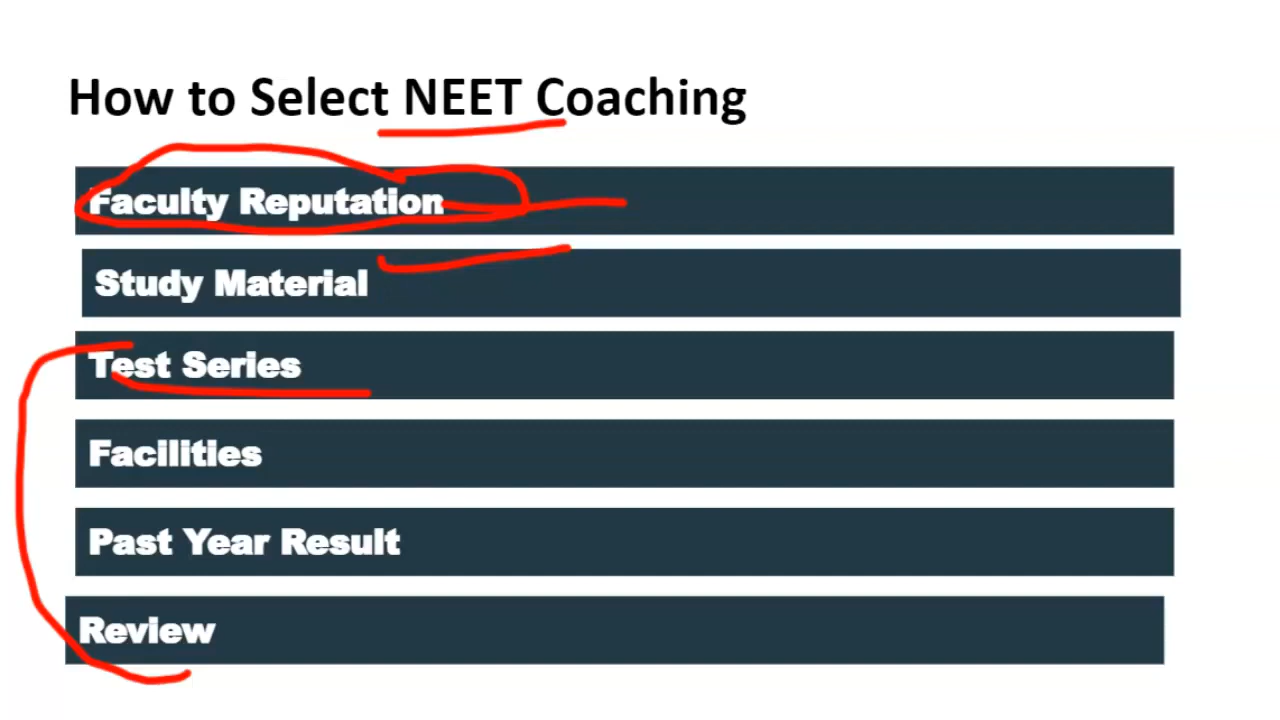 How to Select NEET Coaching
Faculty Reputation
Study Material
Test Series
Facilities
Past Year Result
Review